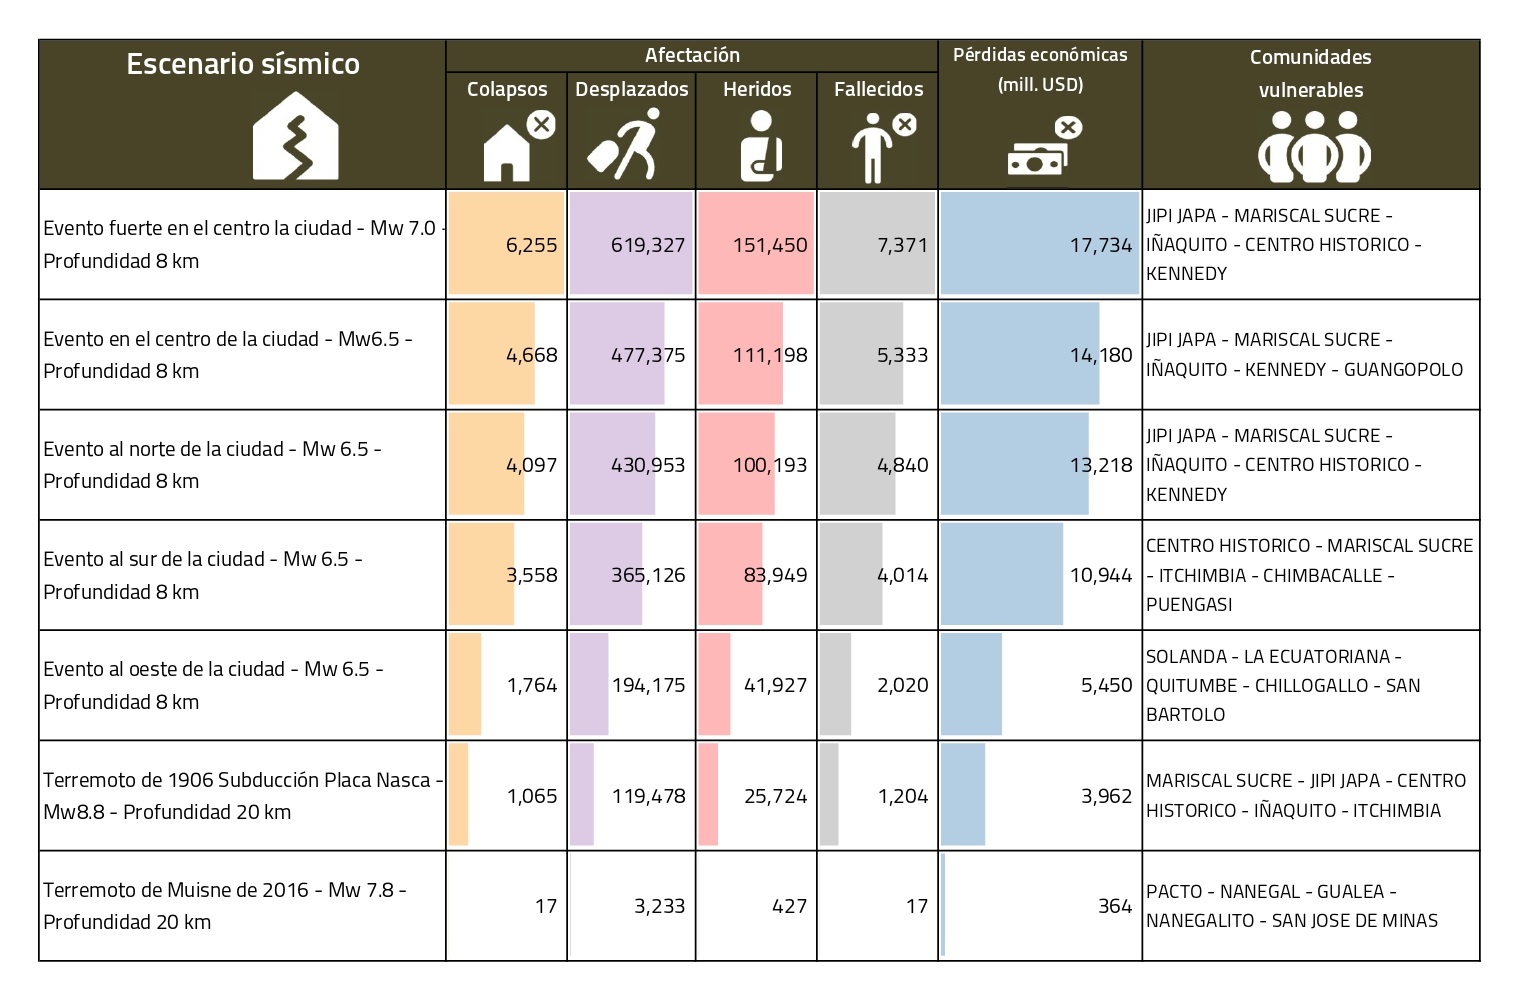 Escenario sísmico
Afectación
Pérdidas económicas
(mill. USD)
Comunidades
vulnerables
Colapsos
Desplazados
Heridos
Fallecidos
Evento fuerte en el centro la ciudad - Mw 7.0 -
Profundidad 8 km
6,255
619,327
151,450
7,371
17,734
JIPI JAPA - MARISCAL SUCRE -
IÑAQUITO - CENTRO HISTORICO -
KENNEDY
Evento en el centro de la ciudad - Mw6.5 -
Profundidad 8 km
4,668
477,375
111,198
5,333
14,180
JIPI JAPA - MARISCAL SUCRE -
IÑAQUITO - KENNEDY - GUANGOPOLO
Evento al norte de la ciudad - Mw 6.5 -
Profundidad 8 km
4,097
430,953
100,193
4,840
13,218
JIPI JAPA - MARISCAL SUCRE -
IÑAQUITO - CENTRO HISTORICO -
KENNEDY
Evento al sur de la ciudad - Mw 6.5 -
Profundidad 8 km
3,558
365,126
83,949
4,014
10,944
CENTRO HISTORICO - MARISCAL SUCRE
- ITCHIMBIA - CHIMBACALLE -
PUENGASI
Evento al oeste de la ciudad - Mw 6.5 -
Profundidad 8 km
1,764
194,175
41,927
2,020
5,450
SOLANDA - LA ECUATORIANA -
QUITUMBE - CHILLOGALLO - SAN
BARTOLO
Terremoto de 1906 Subducción Placa Nasca -
Mw8.8 - Profundidad 20 km
1,065
119,478
25,724
1,204
3,962
MARISCAL SUCRE - JIPI JAPA - CENTRO
HISTORICO - IÑAQUITO - ITCHIMBIA
Terremoto de Muisne de 2016 - Mw 7.8 -
Profundidad 20 km
17
3,233
427
17
364
PACTO - NANEGAL - GUALEA -
NANEGALITO - SAN JOSE DE MINAS